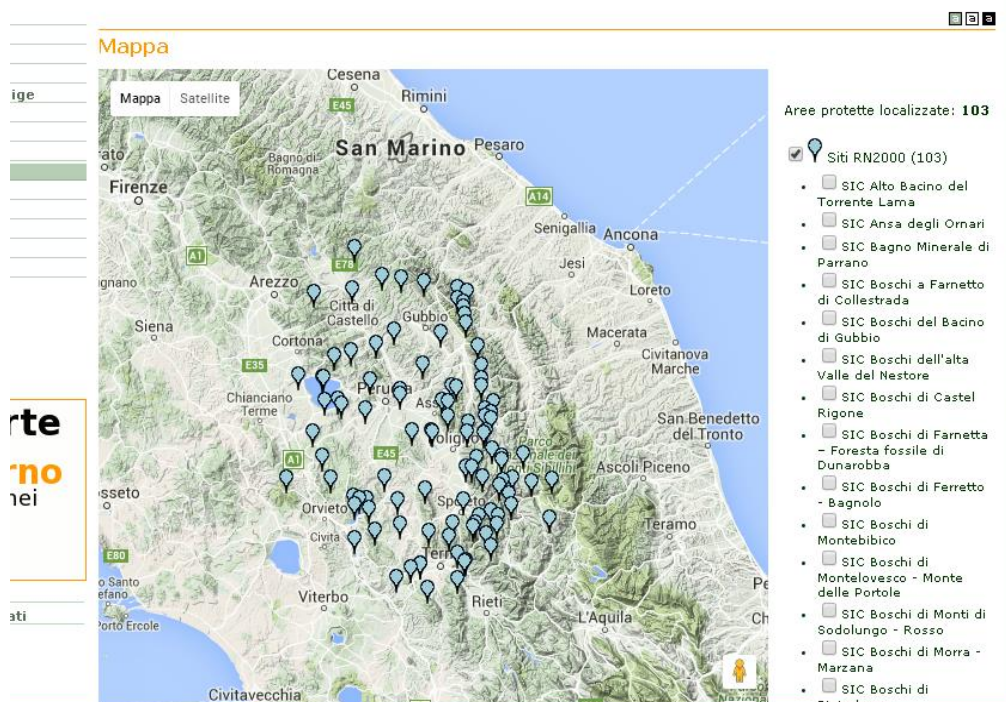 a a a
Mappa
ige
rte
rno
nei
ati
Mappa Satellite
Cesena
Rimini
E45
San Marino
Pesaro
Bagno di
Romagna
Firenze
A14
Senigallia
Ancona
A1
E78
Jesi
Arezzo
Loreto
Città di
Castello
Gubbio
Siena
Macerata
Cortona
Civitanova
Marche
E35
Chianciano
Terme
San Benedetto
del Tronto
A1
E45
Ascoli Piceno
Orvieto
Teramo
Civita
E80
Viterbo
Rieti
L'Aquila
Porto Ercole
Civitavecchia
Aree protette localizzate: 103
Siti RN2000 (103)
SIC Alto Bacino del
Torrente Lama
SIC Ansa degli Ornari
SIC Bagno Minerale di
Parrano
SIC Boschi a Farnetto
di Collestrada
SIC Boschi del Bacino
di Gubbio
SIC Boschi dell'alta
Valle del Nestore
SIC Boschi di Castel
Rigone
SIC Boschi di Farnetta
– Foresta fossile di
Dunarobba
SIC Boschi di Ferretto
- Bagnolo
SIC Boschi di
Montebibico
SIC Boschi di
Montelovesco - Monte
delle Portole
SIC Boschi di Monti di
Sodolungo - Rosso
SIC Boschi di Morra -
Marzana
SIC Boschi di